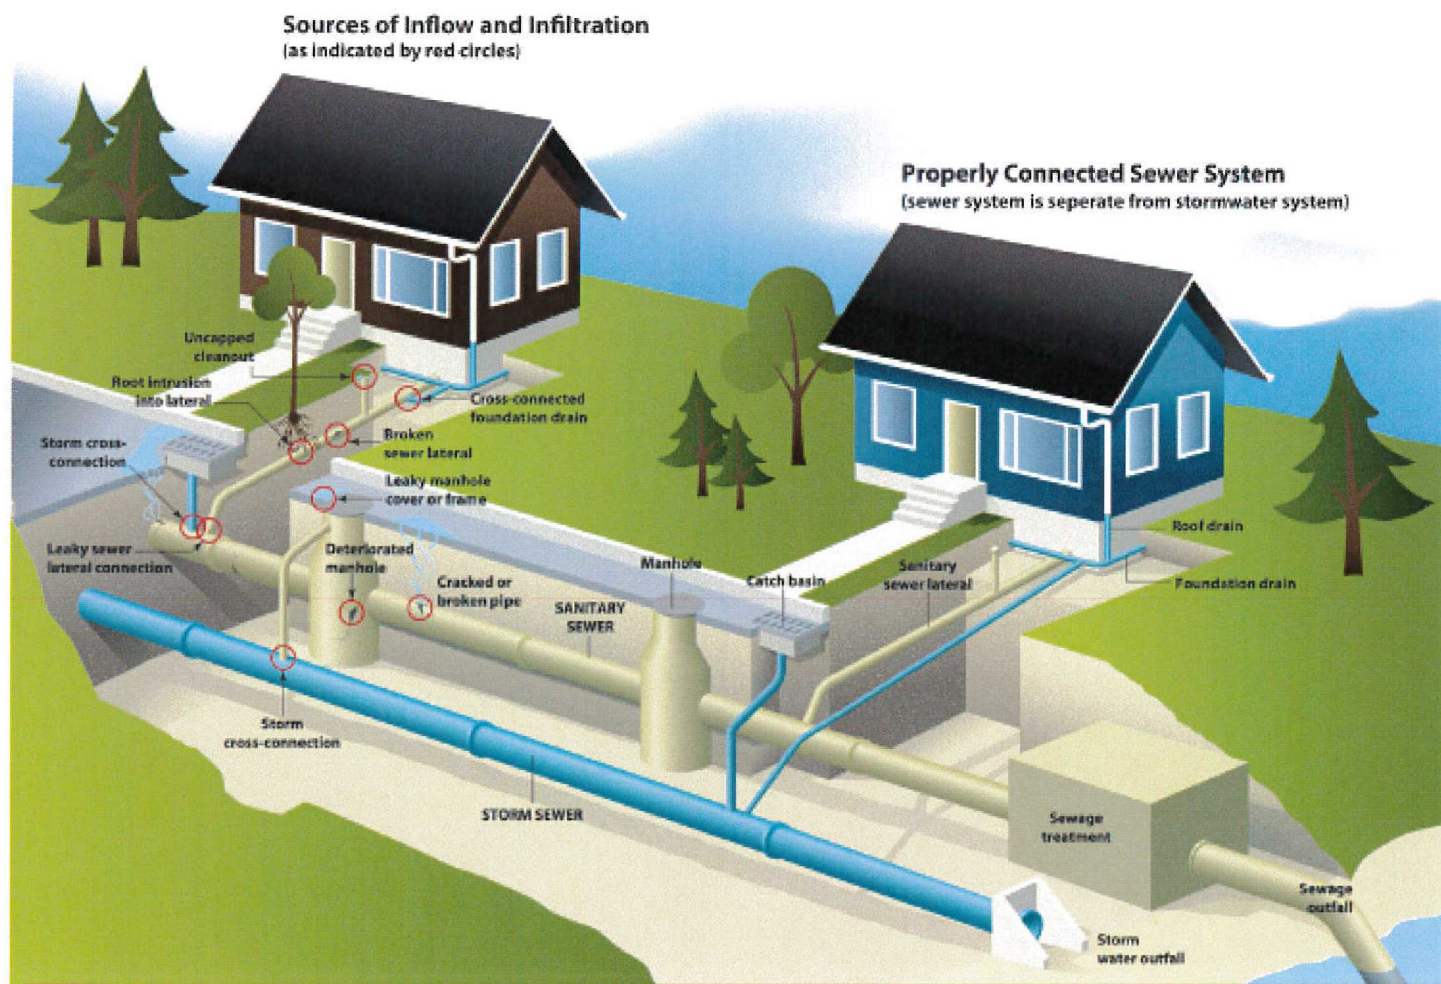 Sources of Inflow and Infiltration
(as indicated by red circles)
Properly Connected Sewer System
(sewer system is seperate from stormwater system)
Uncapped
cleanout
Root intrusion
into lateral
Cross-connected
foundation drain
Storm cross-
connection
Broken
sewer lateral
Leaky manhole
cover or frame
Leaky sewer
lateral connection
Deteriorated
manhole
Cracked or
broken pipe
SANITARY
SEWER
Manhole
Catch basin
Sanitary
sewer lateral
Roof drain
Foundation drain
Storm
cross-connection
STORM SEWER
Sewage
treatment
Sewage
outfall
Storm
water outfall